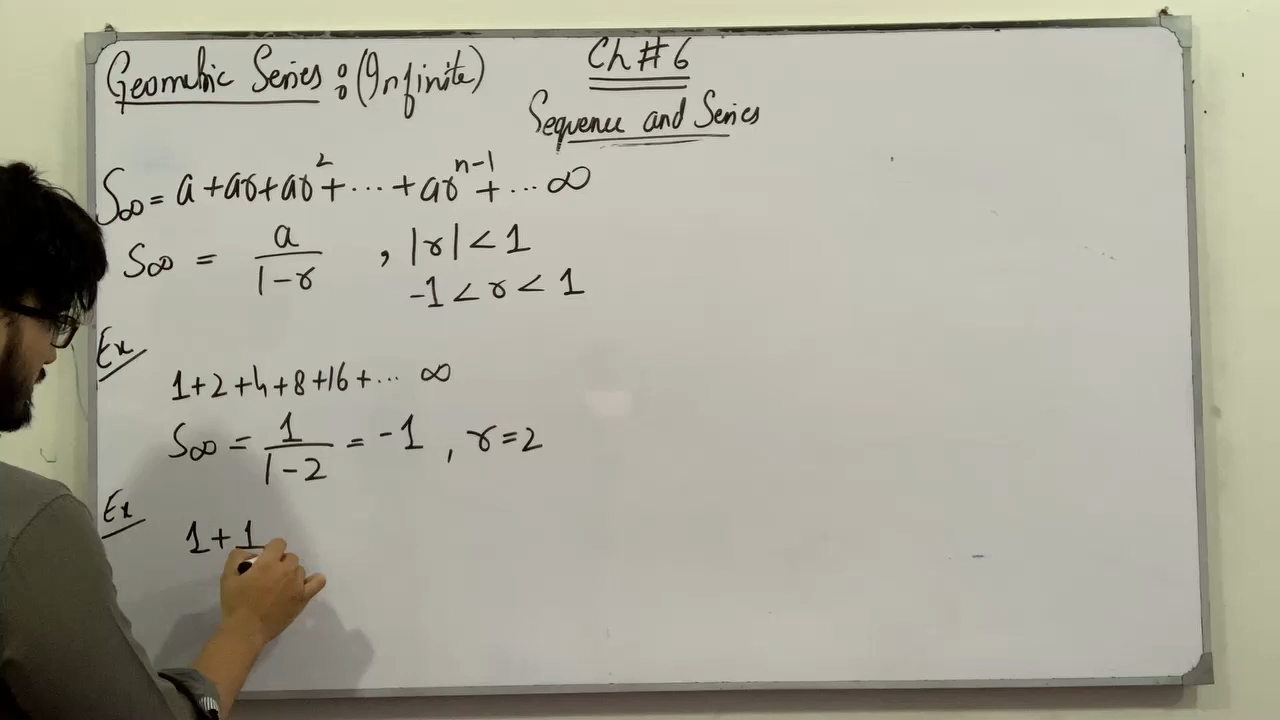 Ch # 6
Sequence and Series
Geometric Series : (Infinite)
S∞ = a + ar + ar² + ... + ar^(n-1) + ... ∞
S∞ = a/(1-r) , |r| < 1
-1 < r < 1
Ex
1+2+4+8+16+... ∞
S∞ = 1/(1-2) = -1 , r=2
Ex
1+1